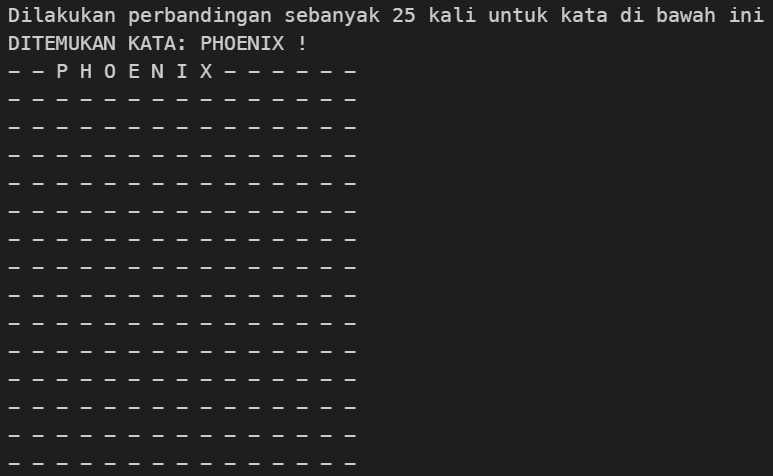 Dilakukan perbandingan sebanyak 25 kali untuk kata di bawah ini
DITEMUKAN KATA: PHOENIX !
- - P H O E N I X - - - - - -
- - - - - - - - - - - - - - -
- - - - - - - - - - - - - - -
- - - - - - - - - - - - - - -
- - - - - - - - - - - - - - -
- - - - - - - - - - - - - - -
- - - - - - - - - - - - - - -
- - - - - - - - - - - - - - -
- - - - - - - - - - - - - - -
- - - - - - - - - - - - - - -
- - - - - - - - - - - - - - -
- - - - - - - - - - - - - - -
- - - - - - - - - - - - - - -
- - - - - - - - - - - - - - -
- - - - - - - - - - - - - - -